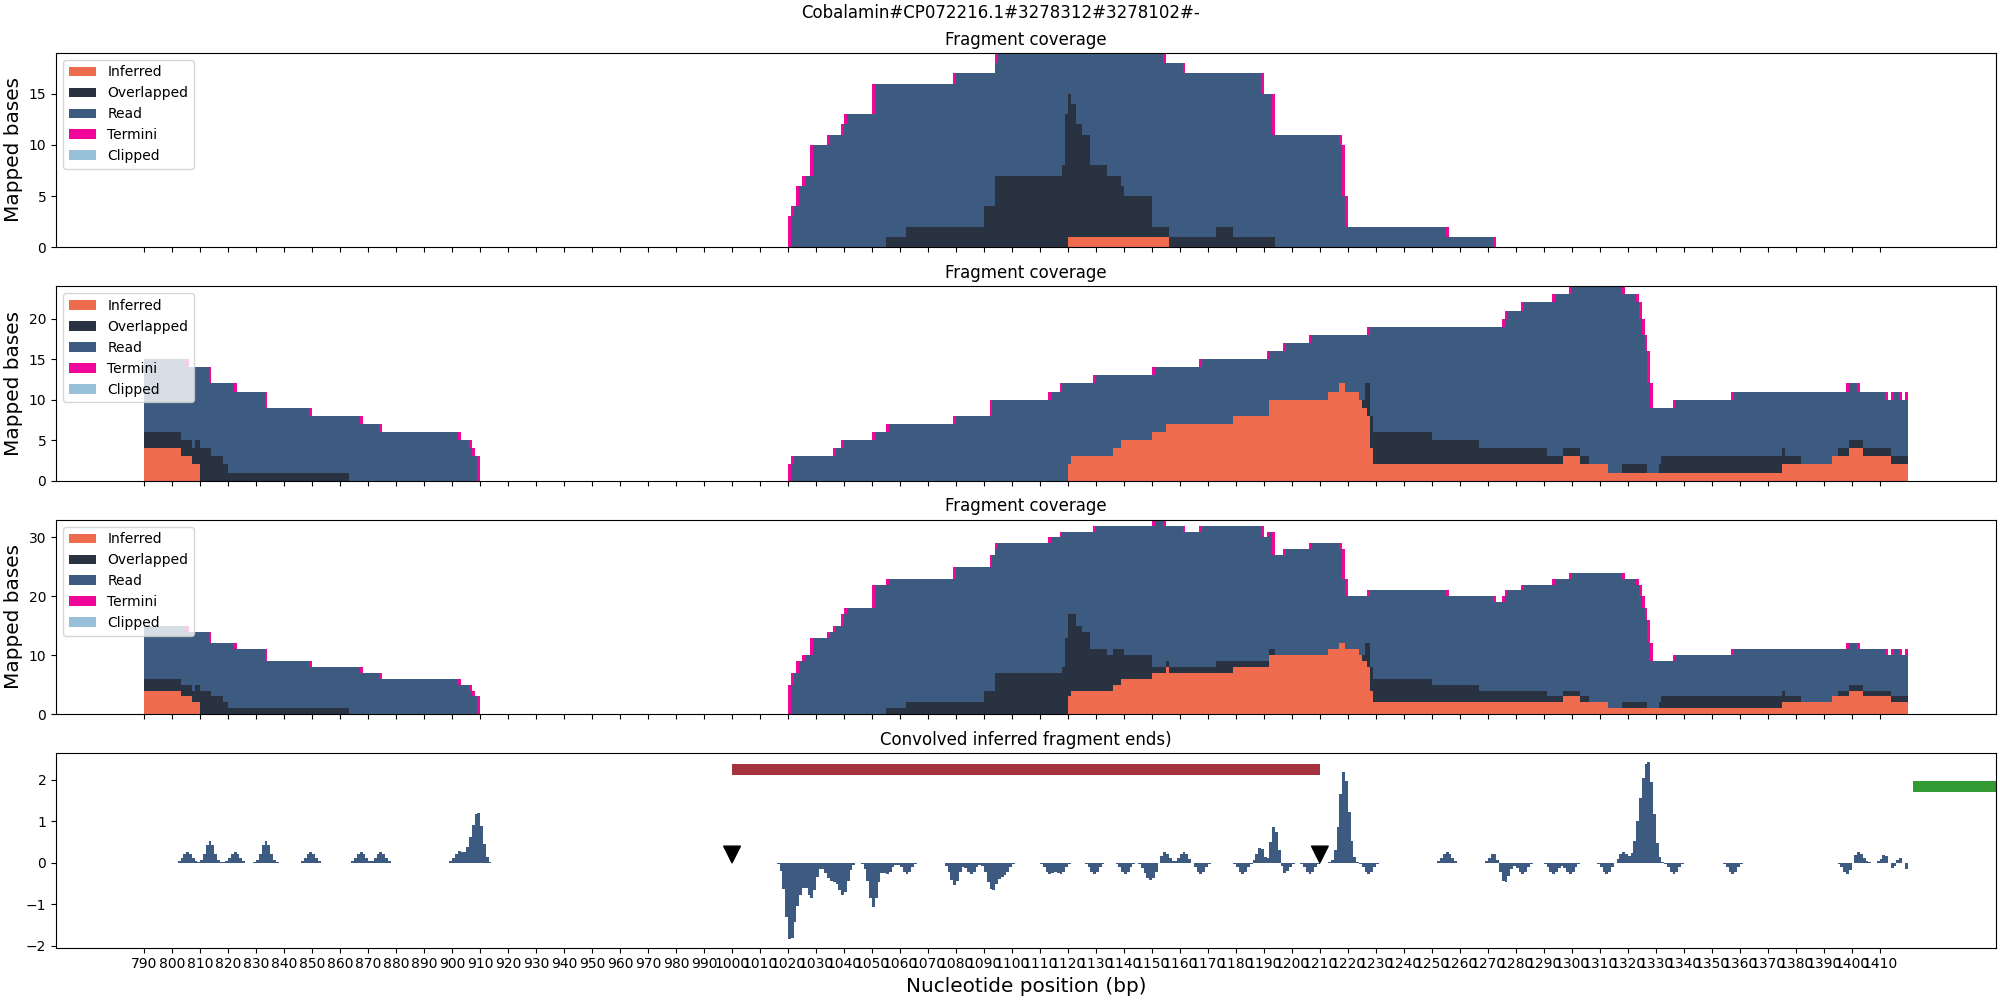 Cobalamin#CP072216.1#3278312#3278102#-
Fragment coverage
Mapped bases
15
10
5
0
Inferred
Overlapped
Read
Termini
Clipped
Fragment coverage
Mapped bases
20
15
10
5
0
Inferred
Overlapped
Read
Termini
Clipped
Fragment coverage
Mapped bases
30
20
10
0
Inferred
Overlapped
Read
Termini
Clipped
Convolved inferred fragment ends)
2
1
0
−1
−2
790 800 810 820 830 840 850 860 870 880 890 900 910 920 930 940 950 960 970 980 990 1000 1010 1020 1030 1040 1050 1060 1070 1080 1090 1100 1110 1120 1130 1140 1150 1160 1170 1180 1190 1200 1210 1220 1230 1240 1250 1260 1270 1280 1290 1300 1310 1320 1330 1340 1350 1360 1370 1380 1390 1400 1410
Nucleotide position (bp)